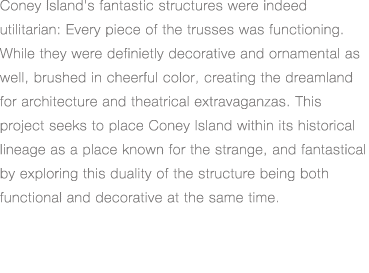 Coney Island's fantastic structures were indeed
utilitarian: Every piece of the trusses was functioning.
While they were definietly decorative and ornamental as
well, brushed in cheerful color, creating the dreamland
for architecture and theatrical extravaganzas. This
project seeks to place Coney Island within its historical
lineage as a place known for the strange, and fantastical
by exploring this duality of the structure being both
functional and decorative at the same time.